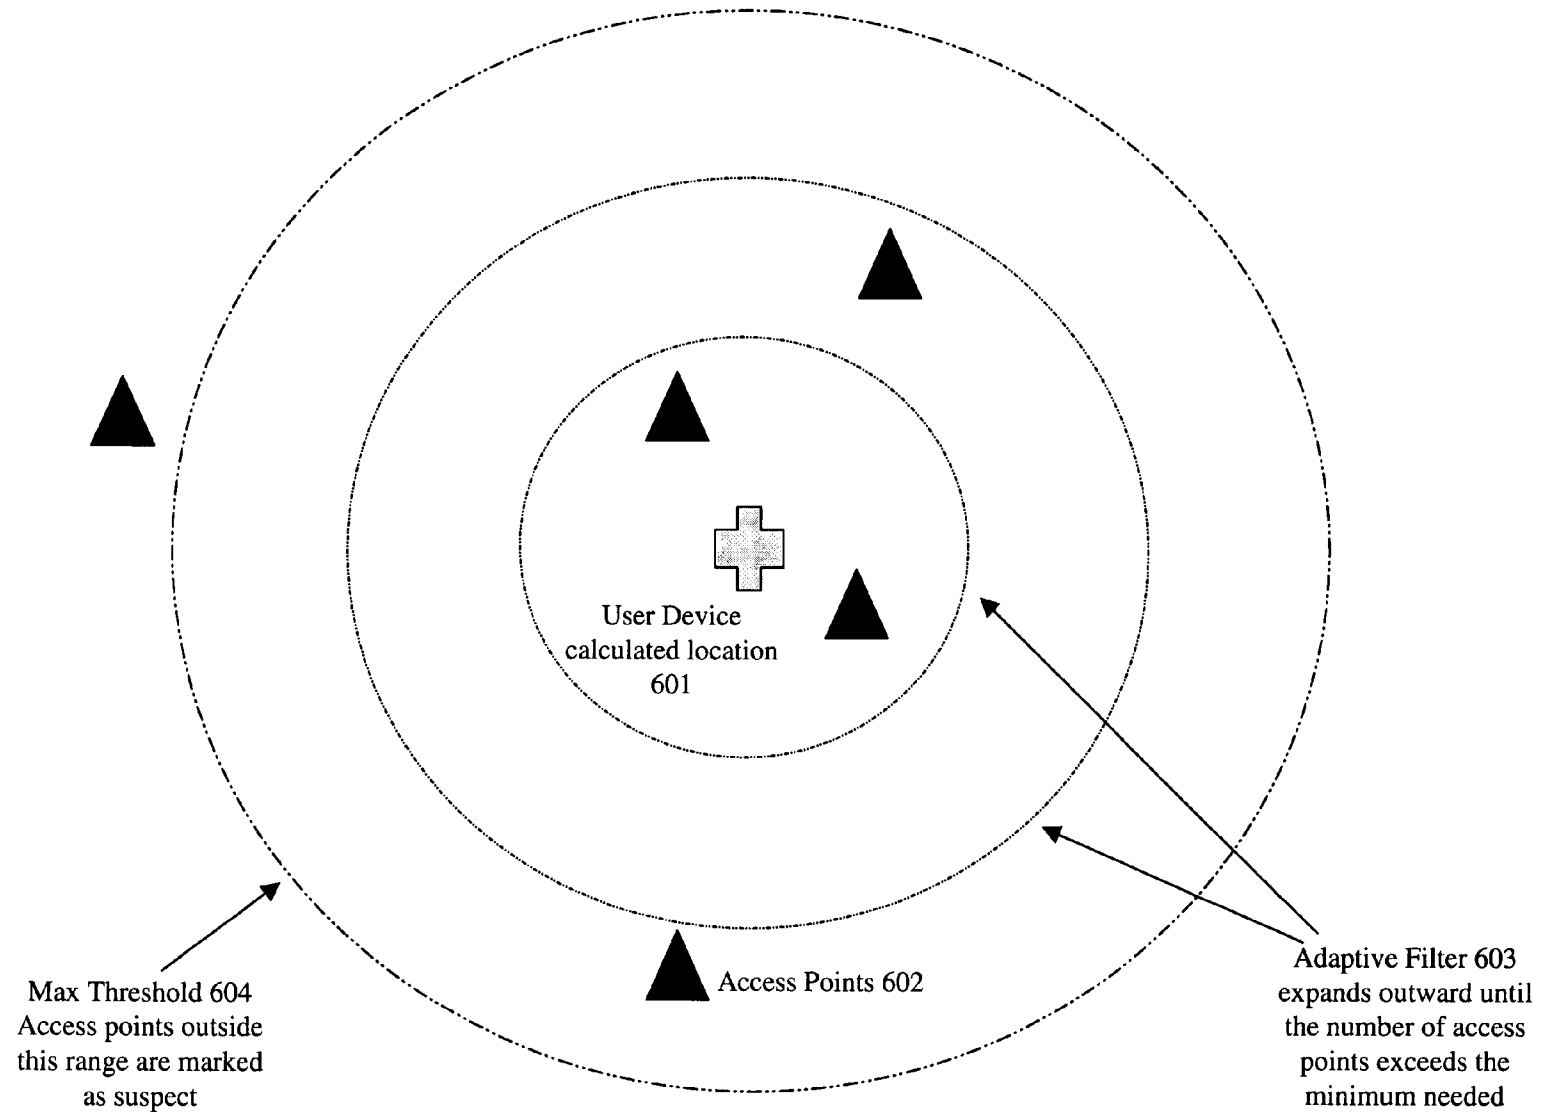 User Device
calculated location
601
Access Points 602
Max Threshold 604
Access points outside
this range are marked
as suspect
Adaptive Filter 603
expands outward until
the number of access
points exceeds the
minimum needed